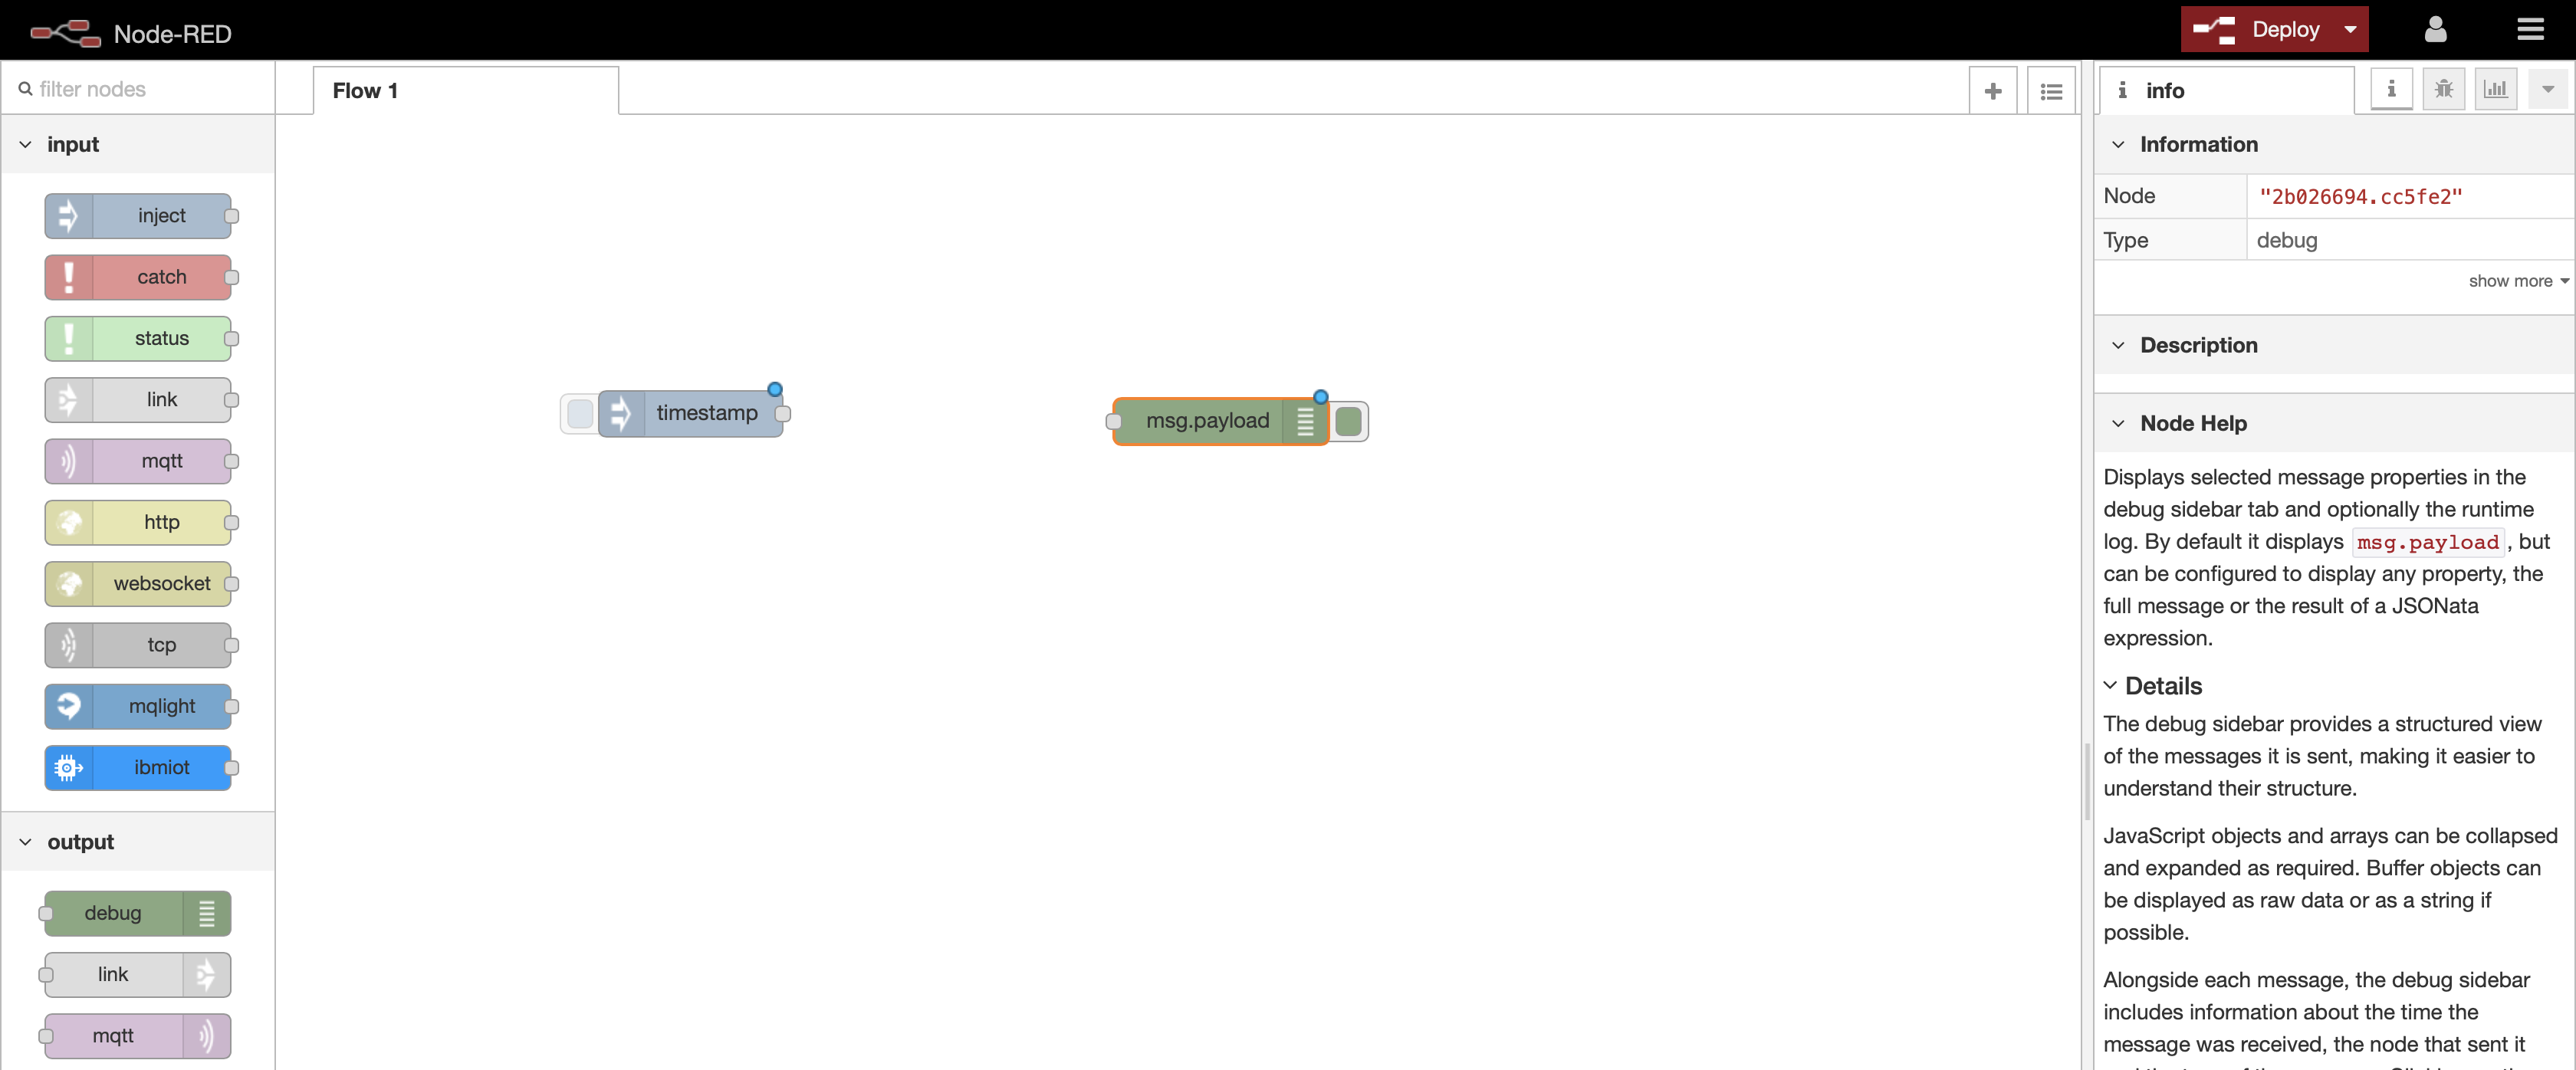 Node-RED
Deploy
filter nodes
Flow 1
info
input
inject
catch
status
link
mqtt
http
websocket
tcp
mqlight
ibmiot
output
debug
link
mqtt
timestamp
msg.payload
Information
Node "2b026694.cc5fe2"
Type debug
show more
Description
Node Help
Displays selected message properties in the
debug sidebar tab and optionally the runtime
log. By default it displays msg.payload , but
can be configured to display any property, the
full message or the result of a JSONata
expression.
Details
The debug sidebar provides a structured view
of the messages it is sent, making it easier to
understand their structure.
JavaScript objects and arrays can be collapsed
and expanded as required. Buffer objects can
be displayed as raw data or as a string if
possible.
Alongside each message, the debug sidebar
includes information about the time the
message was received, the node that sent it